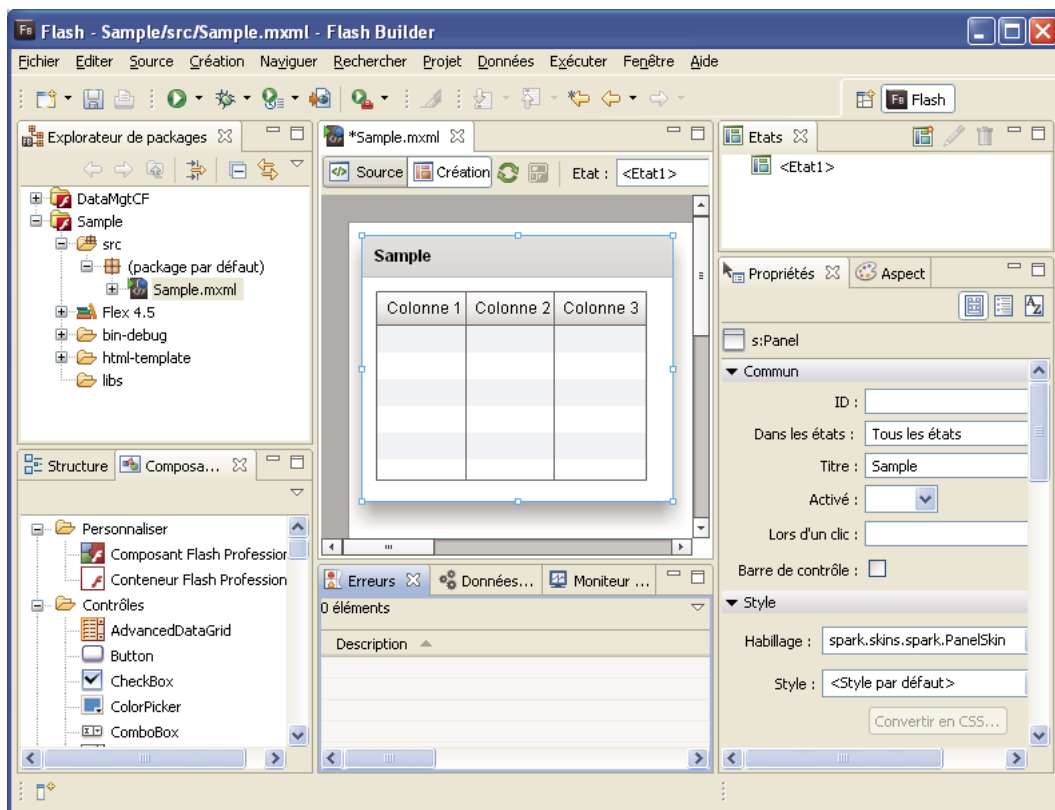 Fb Flash - Sample/src/Sample.mxml - Flash Builder
Fichier Editer Source Création Naviguer Rechercher Projet Données Exécuter Fenêtre Aide
Fb Flash
Explorateur de packages
DataMgtCF
Sample
src
(package par défaut)
Sample.mxml
Flex 4.5
bin-debug
html-template
libs
Structure Composa...
Personnaliser
Composant Flash Profession
Conteneur Flash Profession
Contrôles
AdvancedDataGrid
Button
CheckBox
ColorPicker
ComboBox
*Sample.mxml
Source Création Etat : <Etat1>
Sample
Colonne 1 Colonne 2 Colonne 3
Erreurs Données... Moniteur ...
0 éléments
Description
Etats
<Etat1>
Propriétés Aspect
s:Panel
Commun
ID :
Dans les états : Tous les états
Titre : Sample
Activé :
Lors d'un clic :
Barre de contrôle :
Style
Habillage : spark.skins.spark.PanelSkin
Style : <Style par défaut>
Convertir en CSS...